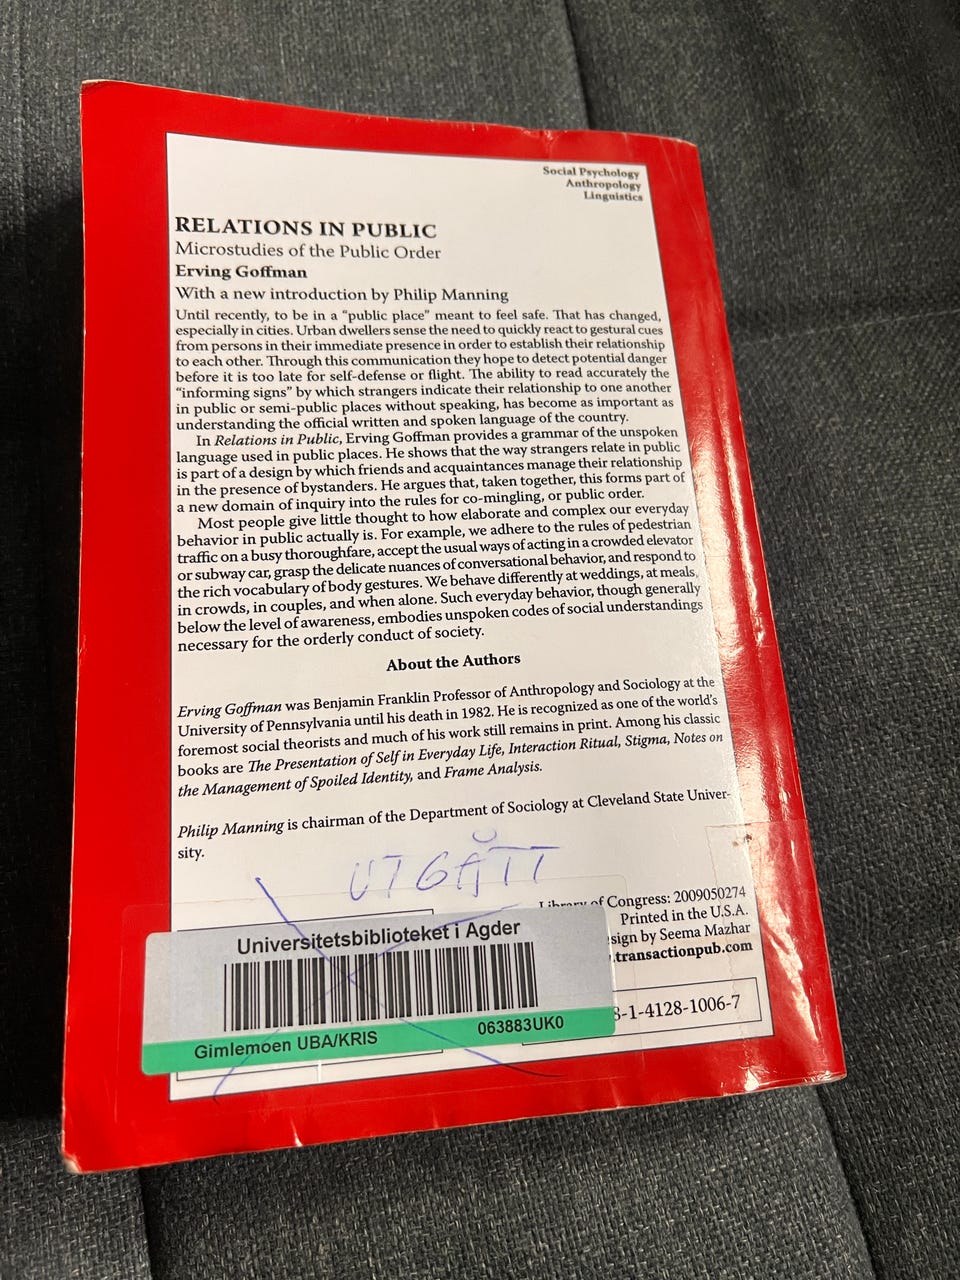 Social Psychology
Anthropology
Linguistics
RELATIONS IN PUBLIC
Microstudies of the Public Order
Erving Goffman
With a new introduction by Philip Manning
Until recently, to be in a “public place” meant to feel safe. That has changed,
especially in cities. Urban dwellers sense the need to quickly react to gestural cues
from persons in their immediate presence in order to establish their relationship
to each other. Through this communication they hope to detect potential danger
before it is too late for self-defense or flight. The ability to read accurately the
“informing signs” by which strangers indicate their relationship to one another
in public or semi-public places without speaking, has become as important as
understanding the official written and spoken language of the country.
In Relations in Public, Erving Goffman provides a grammar of the unspoken
language used in public places. He shows that the way strangers relate in public
is part of a design by which friends and acquaintances manage their relationship
in the presence of bystanders. He argues that, taken together, this forms part of
a new domain of inquiry into the rules for co-mingling, or public order.
Most people give little thought to how elaborate and complex our everyday
behavior in public actually is. For example, we adhere to the rules of pedestrian
traffic on a busy thoroughfare, accept the usual ways of acting in a crowded elevator
or subway car, grasp the delicate nuances of conversational behavior, and respond to
the rich vocabulary of body gestures. We behave differently at weddings, at meals,
in crowds, in couples, and when alone. Such everyday behavior, though generally
below the level of awareness, embodies unspoken codes of social understandings
necessary for the orderly conduct of society.
About the Authors
Erving Goffman was Benjamin Franklin Professor of Anthropology and Sociology at the
University of Pennsylvania until his death in 1982. He is recognized as one of the world’s
foremost social theorists and much of his work still remains in print. Among his classic
books are The Presentation of Self in Everyday Life, Interaction Ritual, Stigma, Notes on
the Management of Spoiled Identity, and Frame Analysis.
Philip Manning is chairman of the Department of Sociology at Cleveland State Univer-
sity.
UTGÅTT
Library of Congress: 2009050274
Printed in the U.S.A.
sign by Seema Mazhar
.transactionpub.com
8-1-4128-1006-7
Universitetsbiblioteket i Agder
Gimlemoen UBA/KRIS 063883UK0